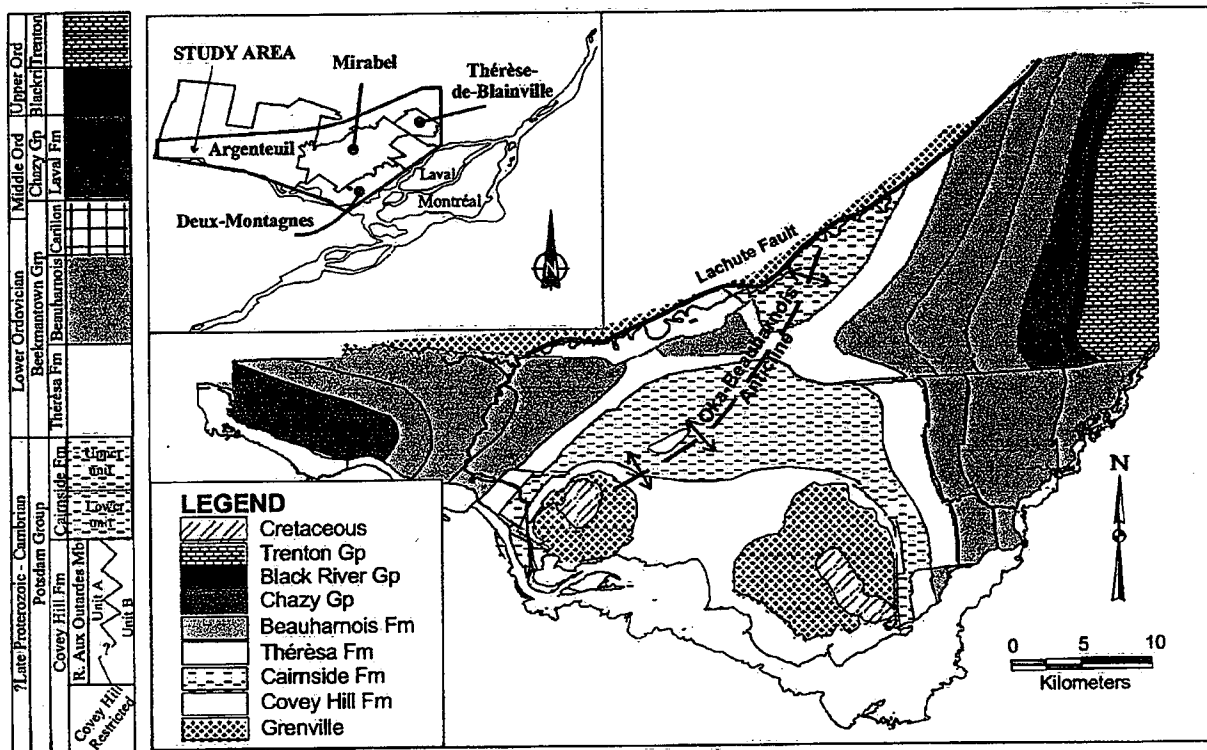 Upper Ord
Middle Ord
Lower Ordovician
?Late Proterozoic - Cambrian
Trenton
Blackri
Chazy Gp
Beekmantown Grp
Potsdam Group
Laval Fm
Carillon
Beauharnois
Thérèsa Fm
Cairnside Fm
Upper
unit
Lower
unit
Covey Hill Fm
R. Aux Outardes Mb
Unit A
Unit B
?
Covey Hill
Restricted
STUDY AREA
Mirabel
Thérèse-
de-Blainville
Argenteuil
Laval
Montréal
Deux-Montagnes
N
Lachute Fault
Oka-Beauharnois
Anticline
LEGEND
Cretaceous
Trenton Gp
Black River Gp
Chazy Gp
Beauharnois Fm
Thérèsa Fm
Cairnside Fm
Covey Hill Fm
Grenville
N
0 5 10
Kilometers